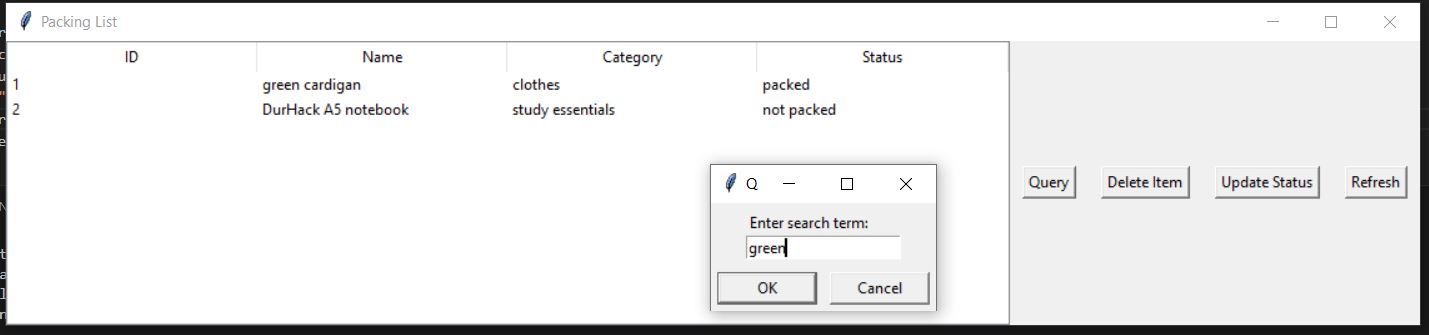 Packing List
ID Name Category Status
1 green cardigan clothes packed
2 DurHack A5 notebook study essentials not packed
Q
Enter search term:
green
OK Cancel
Query Delete Item Update Status Refresh